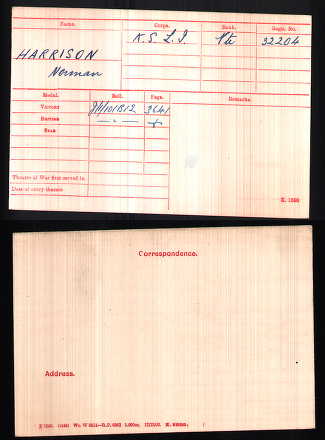 Name. Corps. Rank. Regtl. No.
HARRISON K.S.L.I. Pte 32204
Norman
Medal. Roll. Page. Remarks.
Victory 3641
British -"-
Star
Theatre of War first served in
Date of entry therein
K. 1380
Correspondence.
Address.